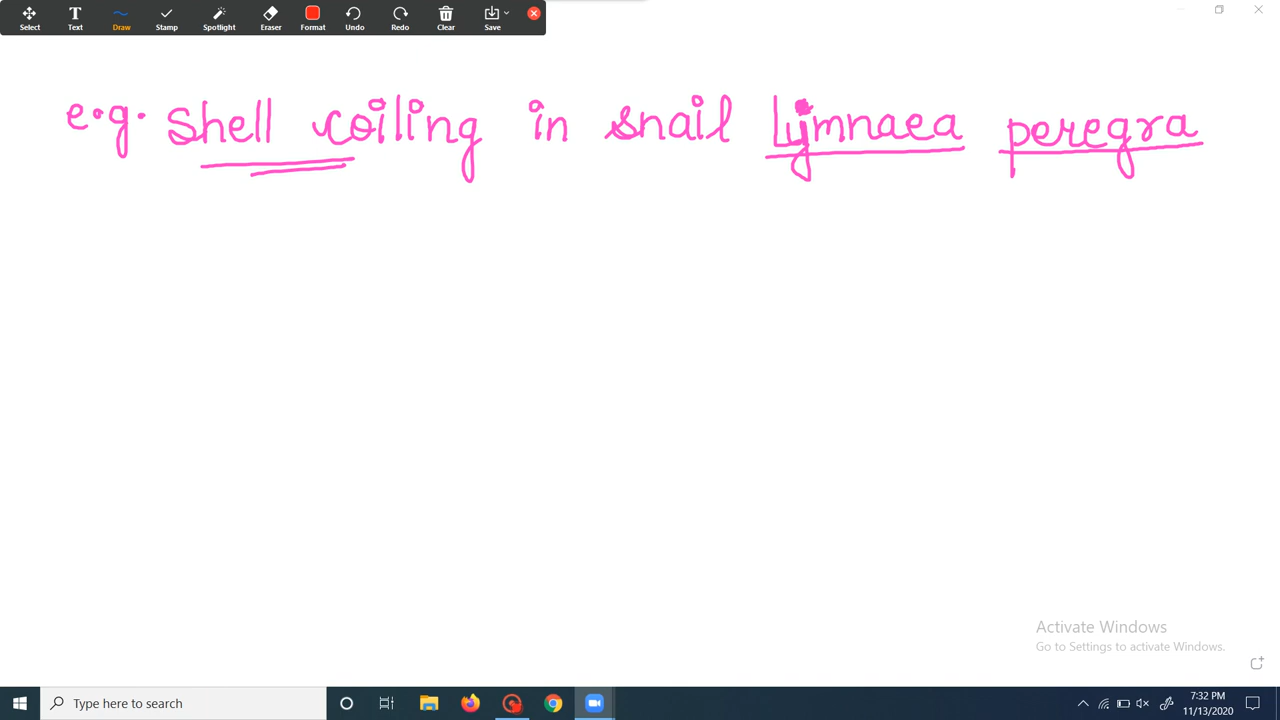 Select Text Draw Stamp Spotlight Eraser Format Undo Redo Clear Save
e.g. Shell coiling in snail Lymnaea peregra
Activate Windows
Go to Settings to activate Windows.
Type here to search
7:32 PM
11/13/2020